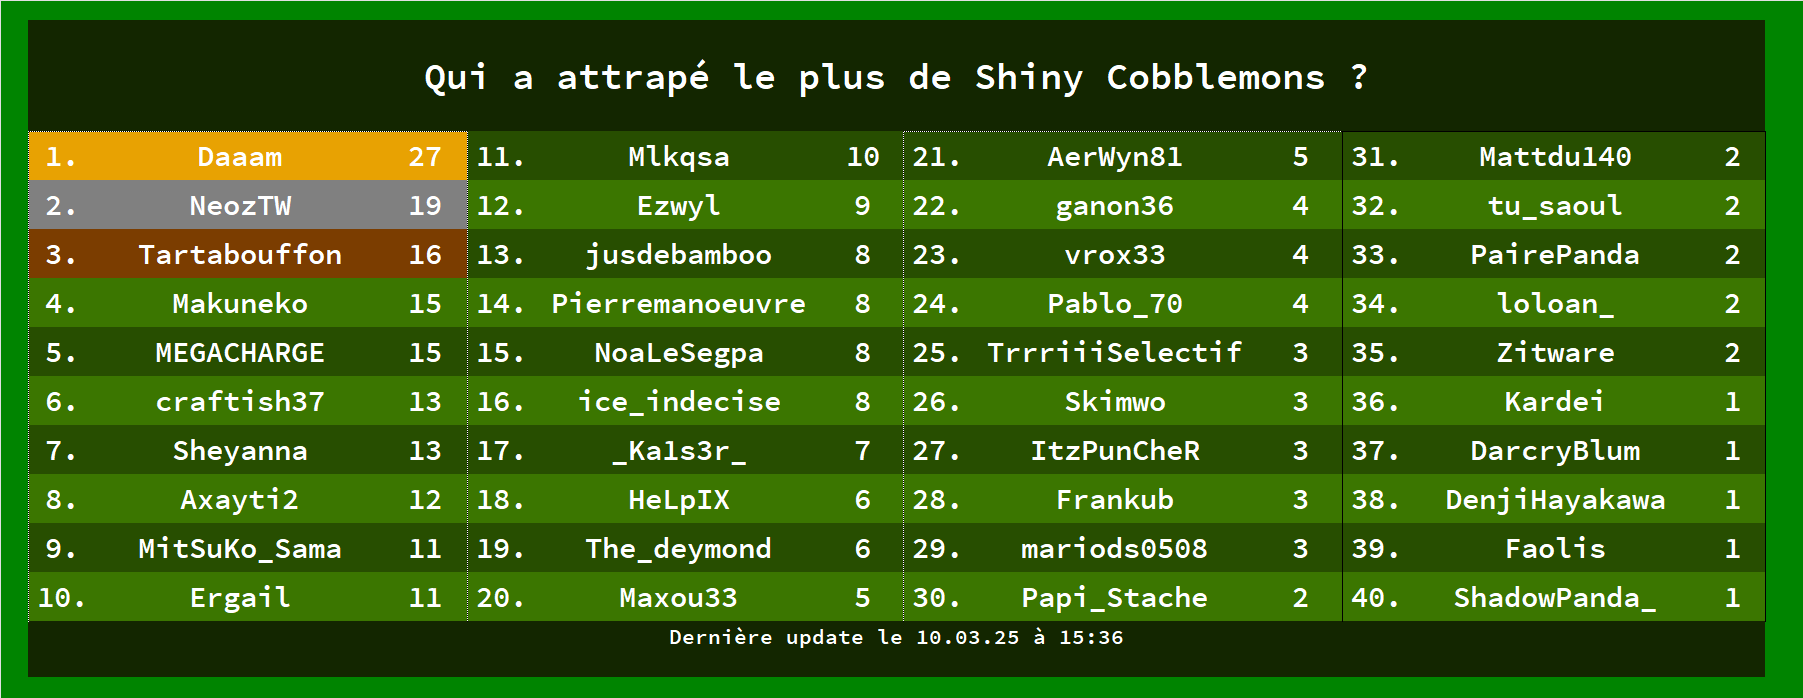 Qui a attrapé le plus de Shiny Cobblemons ?
1. Daaam 27 11. Mlkqsa 10 21. AerWyn81 5 31. Mattdu140 2
2. NeozTW 19 12. Ezwyl 9 22. ganon36 4 32. tu_saoul 2
3. Tartabouffon 16 13. jusdebamboo 8 23. vrox33 4 33. PairePanda 2
4. Makuneko 15 14. Pierremanoeuvre 8 24. Pablo_70 4 34. loloan_ 2
5. MEGACHARGE 15 15. NoaLeSegpa 8 25. TrrriiiSelectif 3 35. Zitware 2
6. craftish37 13 16. ice_indecise 8 26. Skimwo 3 36. Kardei 1
7. Sheyanna 13 17. _Ka1s3r_ 7 27. ItzPunCheR 3 37. DarcryBlum 1
8. Axayti2 12 18. HeLpIX 6 28. Frankub 3 38. DenjiHayakawa 1
9. MitSuKo_Sama 11 19. The_deymond 6 29. mariods0508 3 39. Faolis 1
10. Ergail 11 20. Maxou33 5 30. Papi_Stache 2 40. ShadowPanda_ 1
Dernière update le 10.03.25 à 15:36